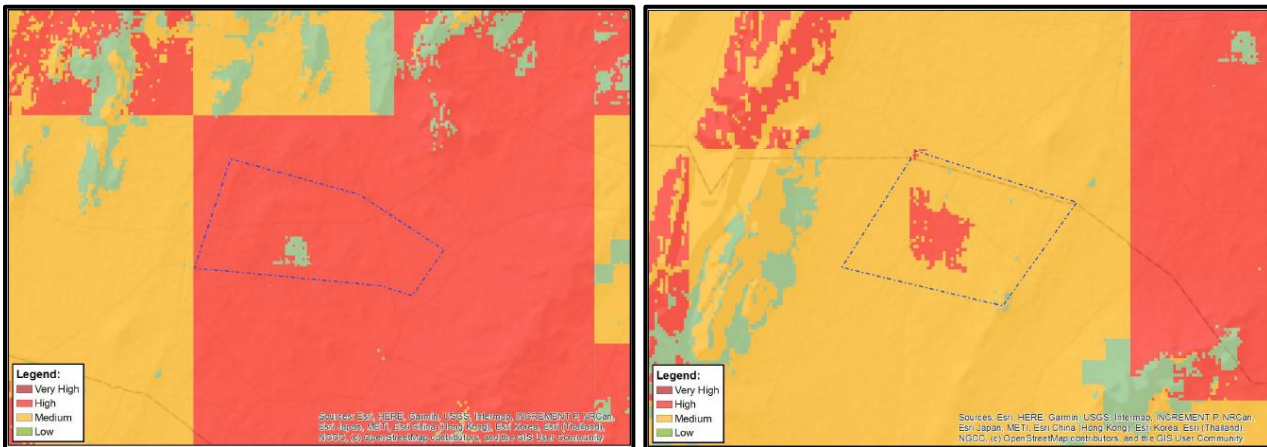 Legend:
Very High
High
Medium
Low
Sources: Esri, HERE, Garmin, USGS, Intermap, INCREMENT P, NRCan,
Esri Japan, METI, Esri China (Hong Kong), Esri Korea, Esri (Thailand),
NGCC, (c) OpenStreetMap contributors, and the GIS User Community
Legend:
Very High
High
Medium
Low
Sources: Esri, HERE, Garmin, USGS, Intermap, INCREMENT P, NRCan,
Esri Japan, METI, Esri China (Hong Kong), Esri Korea, Esri (Thailand),
NGCC, (c) OpenStreetMap contributors, and the GIS User Community